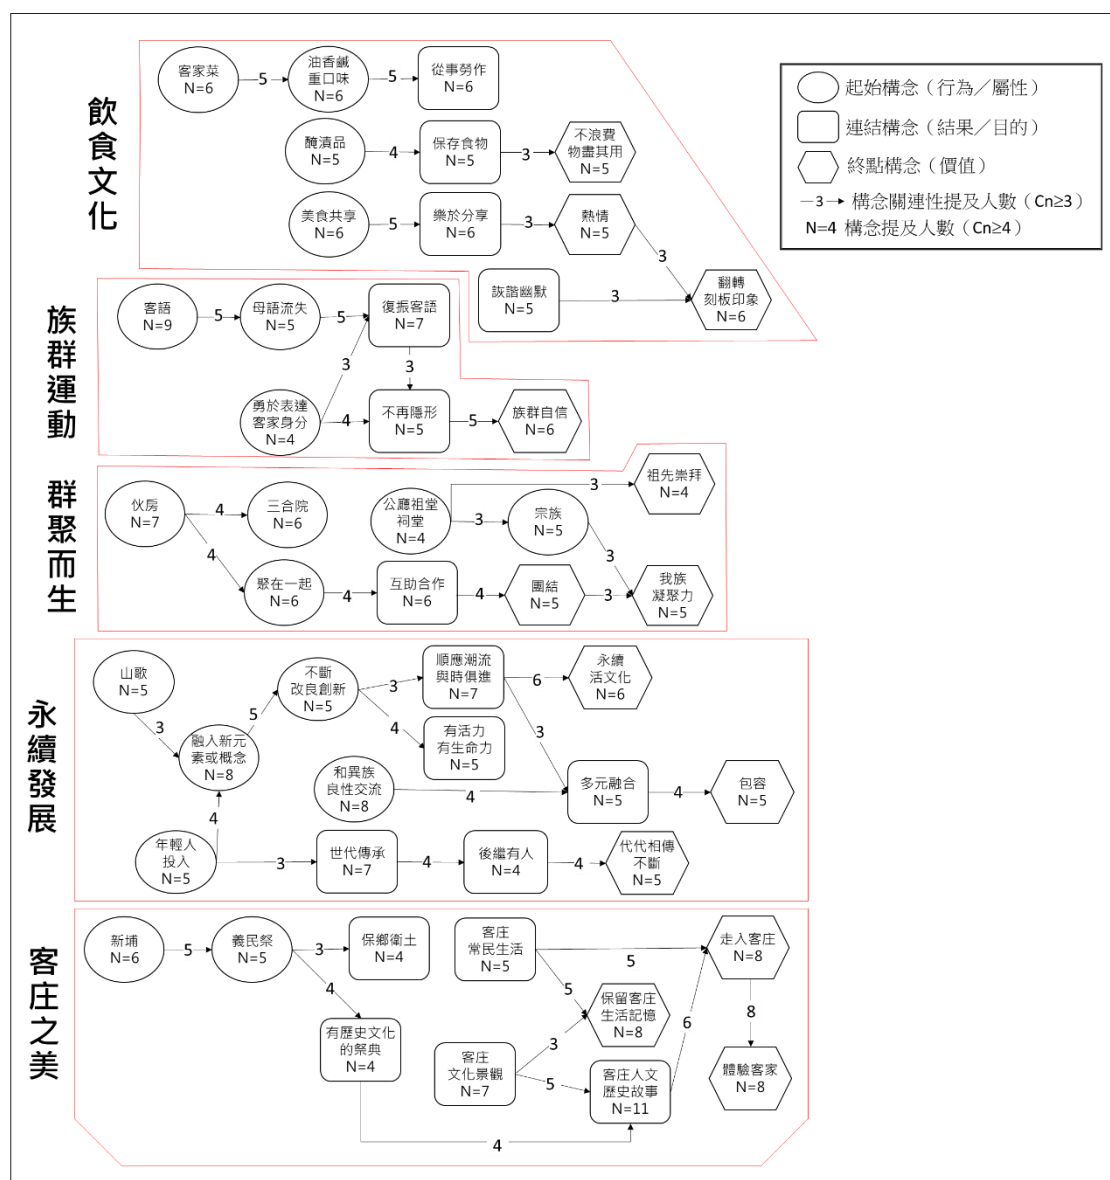 飲食文化
客家菜
N=6
5
油香鹹
重口味
N=6
5
從事勞作
N=6
醃漬品
N=5
4
保存食物
N=5
3
不浪費
物盡其用
N=5
美食共享
N=6
5
樂於分享
N=6
3
熱情
N=5
3
詼諧幽默
N=5
3
翻轉
刻板印象
N=6
起始構念（行為／屬性）
連結構念（結果／目的）
終點構念（價值）
—3→ 構念關連性提及人數（Cn≥3）
N=4 構念提及人數（Cn≥4）
族群運動
客語
N=9
5
母語流失
N=5
5
復振客語
N=7
3
3
勇於表達
客家身分
N=4
4
不再隱形
N=5
5
族群自信
N=6
群聚而生
伙房
N=7
4
三合院
N=6
4
公廳祖堂
祠堂
N=4
3
祖先崇拜
N=4
3
宗族
N=5
3
聚在一起
N=6
4
互助合作
N=6
4
團結
N=5
3
我族
凝聚力
N=5
永續發展
山歌
N=5
3
融入新元
素或概念
N=8
5
不斷
改良創新
N=5
3
順應潮流
與時俱進
N=7
6
永續
活文化
N=6
4
有活力
有生命力
N=5
3
和異族
良性交流
N=8
4
多元融合
N=5
4
包容
N=5
4
年輕人
投入
N=5
3
世代傳承
N=7
4
後繼有人
N=4
4
代代相傳
不斷
N=5
客庄之美
新埔
N=6
5
義民祭
N=5
3
保鄉衛土
N=4
4
有歷史文化
的祭典
N=4
4
客庄
常民生活
N=5
5
走入客庄
N=8
5
保留客庄
生活記憶
N=8
3
客庄
文化景觀
N=7
5
客庄人文
歷史故事
N=11
6
8
體驗客家
N=8